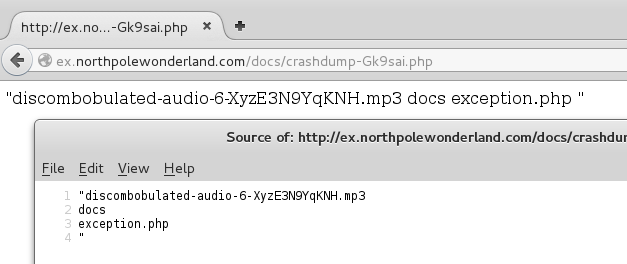 http://ex.no...-Gk9sai.php
ex.northpolewonderland.com/docs/crashdump-Gk9sai.php
"discombobulated-audio-6-XyzE3N9YqKNH.mp3 docs exception.php "
Source of: http://ex.northpolewonderland.com/docs/crashdum
File Edit View Help
1 "discombobulated-audio-6-XyzE3N9YqKNH.mp3
2 docs
3 exception.php
4 "